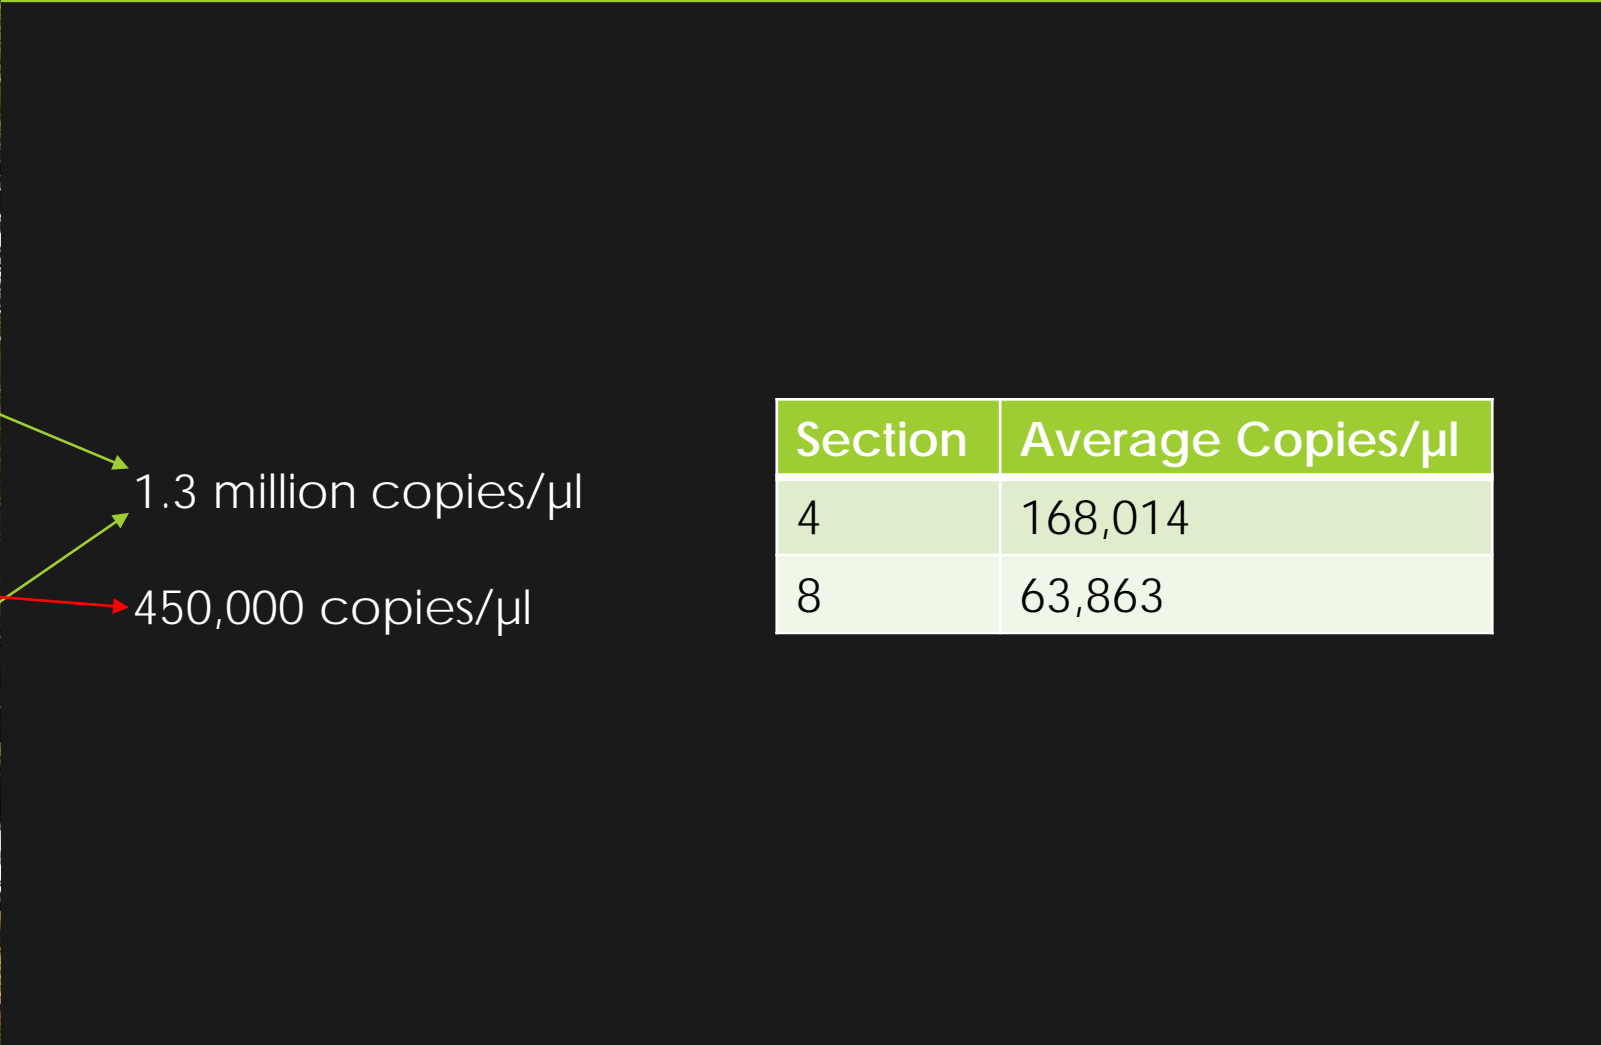 1.3 million copies/µl
450,000 copies/µl
Section Average Copies/µl
4 168,014
8 63,863